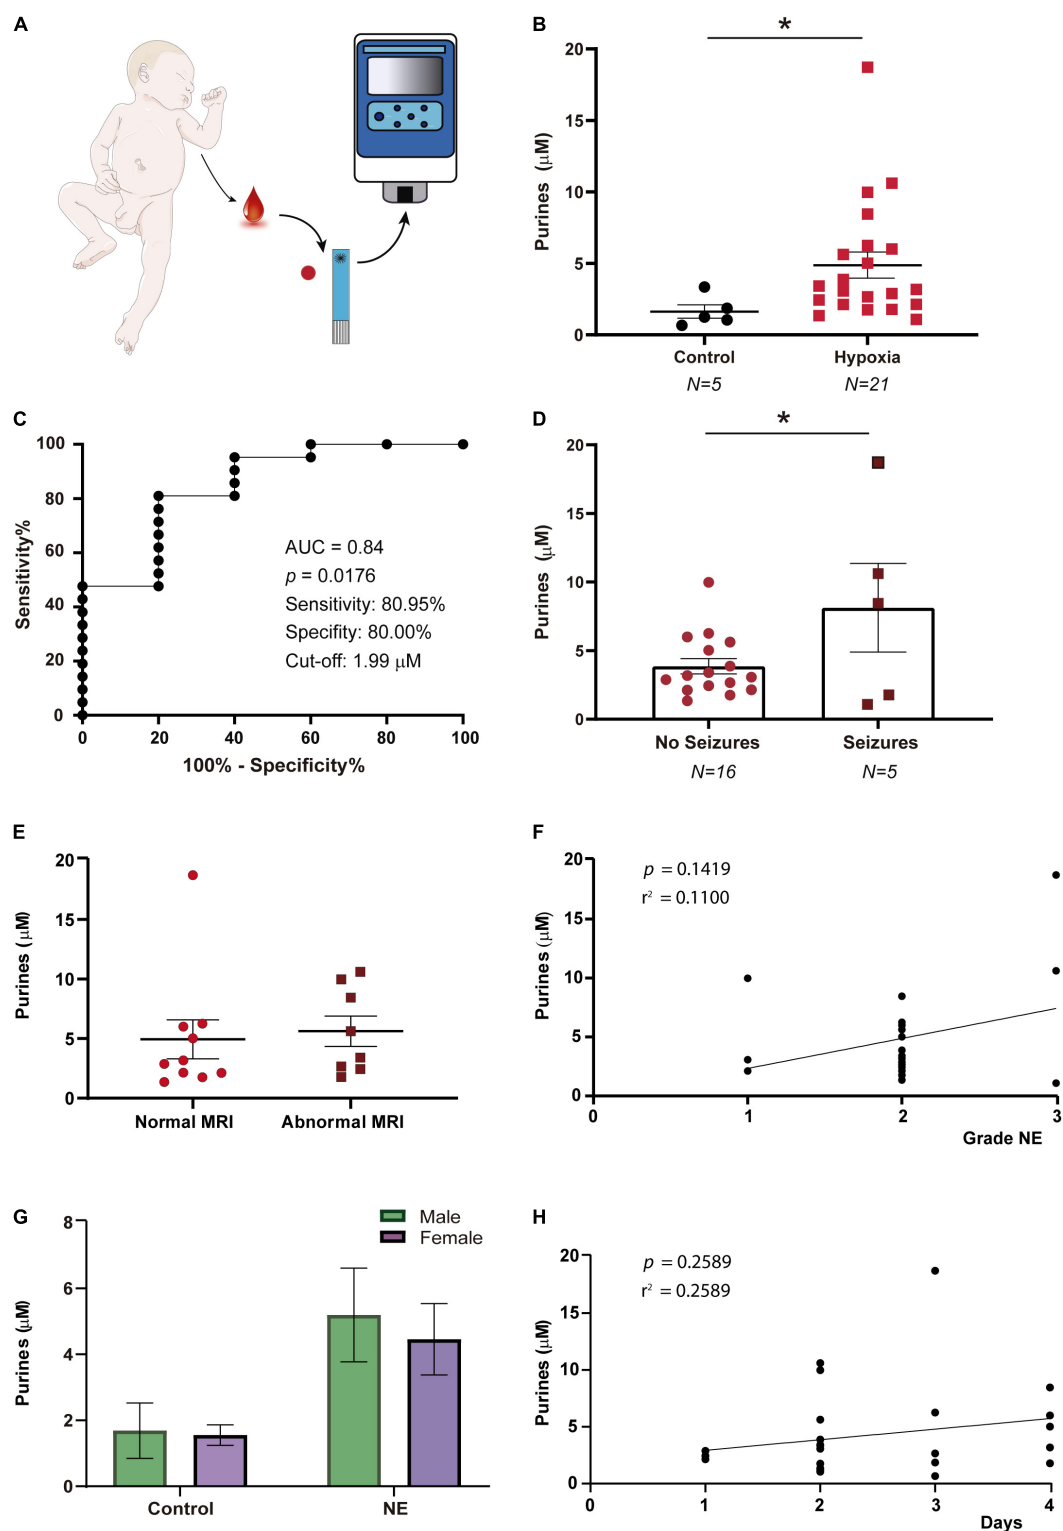 A
B
*
20
15
10
5
0
Purines (μM)
Control
Hypoxia
N=5
N=21
C
100
80
60
40
20
0
Sensitivity%
AUC = 0.84
p = 0.0176
Sensitivity: 80.95%
Specifity: 80.00%
Cut-off: 1.99 μM
0 20 40 60 80 100
100% - Specificity%
D
*
20
15
10
5
0
Purines (μM)
No Seizures
Seizures
N=16
N=5
E
20
15
10
5
0
Purines (μM)
Normal MRI
Abnormal MRI
F
20
15
10
5
0
Purines (μM)
p = 0.1419
r² = 0.1100
0 1 2 3
Grade NE
G
8
6
4
2
0
Purines (μM)
Male
Female
Control
NE
H
20
15
10
5
0
Purines (μM)
p = 0.2589
r² = 0.2589
0 1 2 3 4
Days